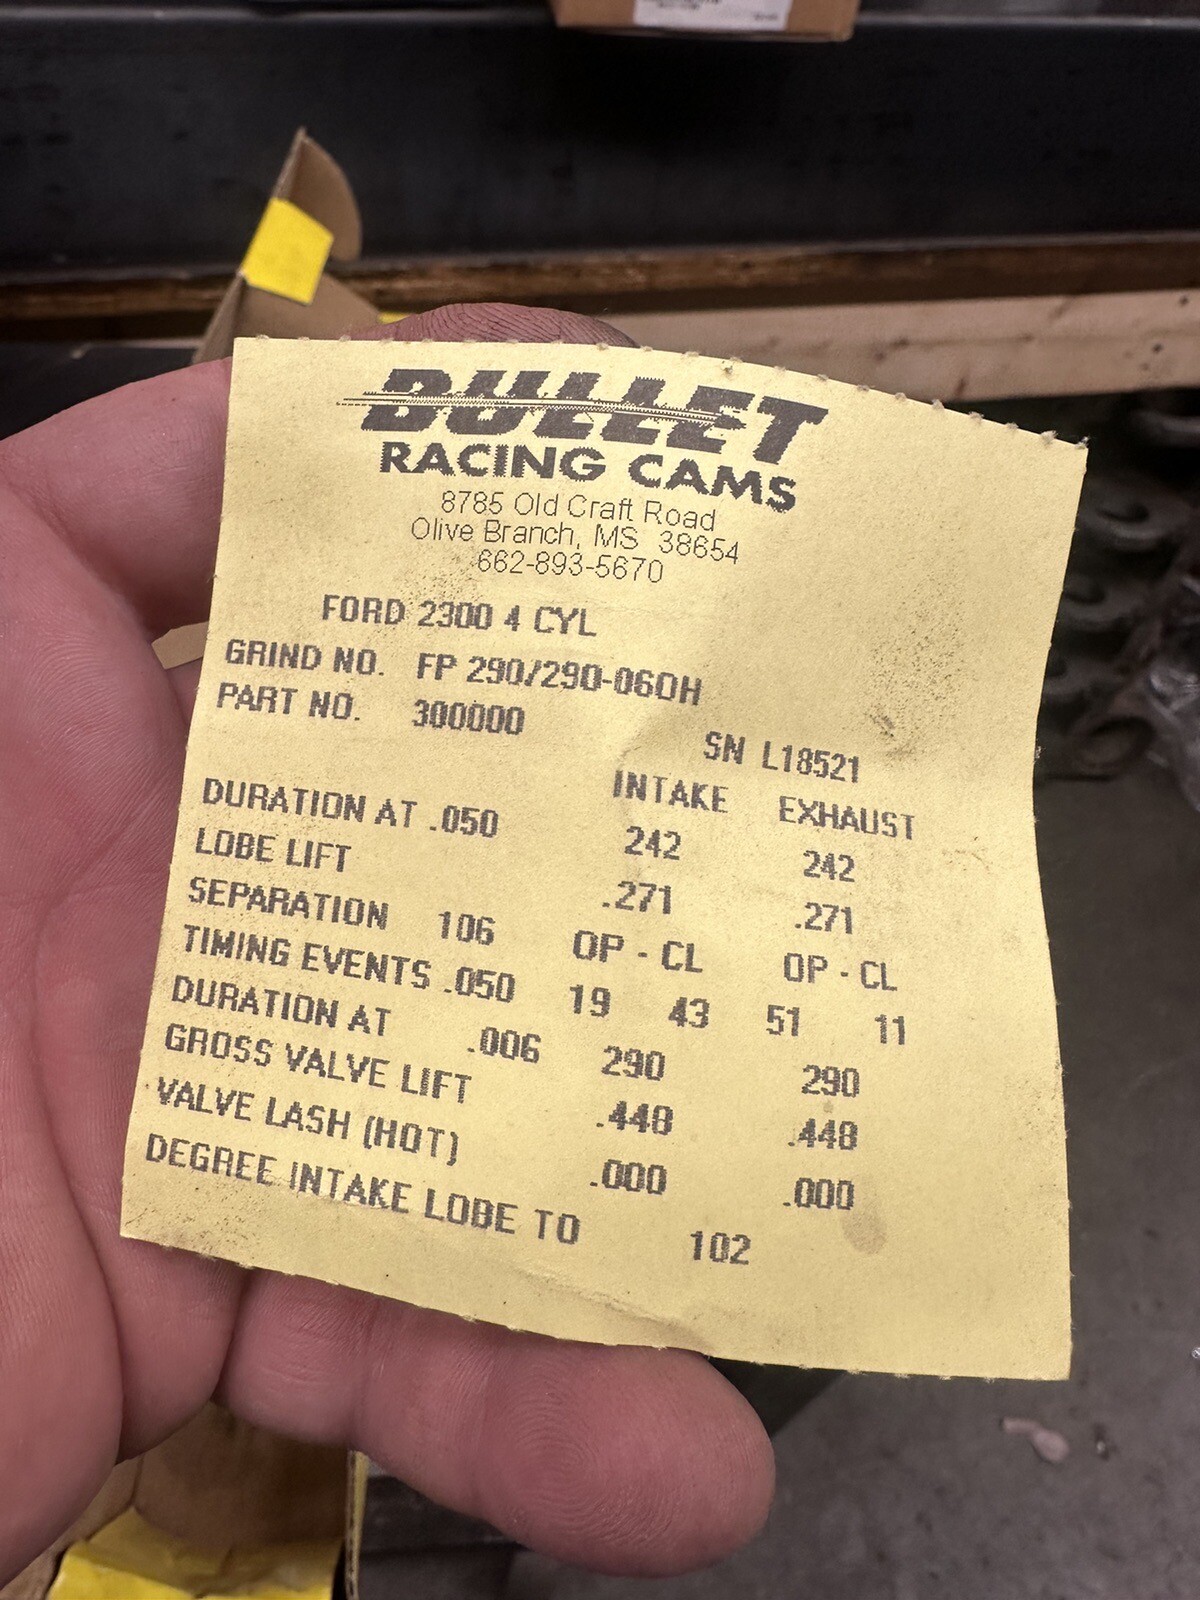 BULLET
RACING CAMS
8785 Old Craft Road
Olive Branch, MS 38654
662-893-5670
FORD 2300 4 CYL
GRIND NO. FP 290/290-060H
PART NO. 300000
SN L18521
INTAKE EXHAUST
DURATION AT .050 242 242
LOBE LIFT .271 .271
SEPARATION 106 OP - CL OP - CL
TIMING EVENTS .050 19 43 51 11
DURATION AT .006 290 290
GROSS VALVE LIFT .448 .448
VALVE LASH (HOT) .000 .000
DEGREE INTAKE LOBE TO 102